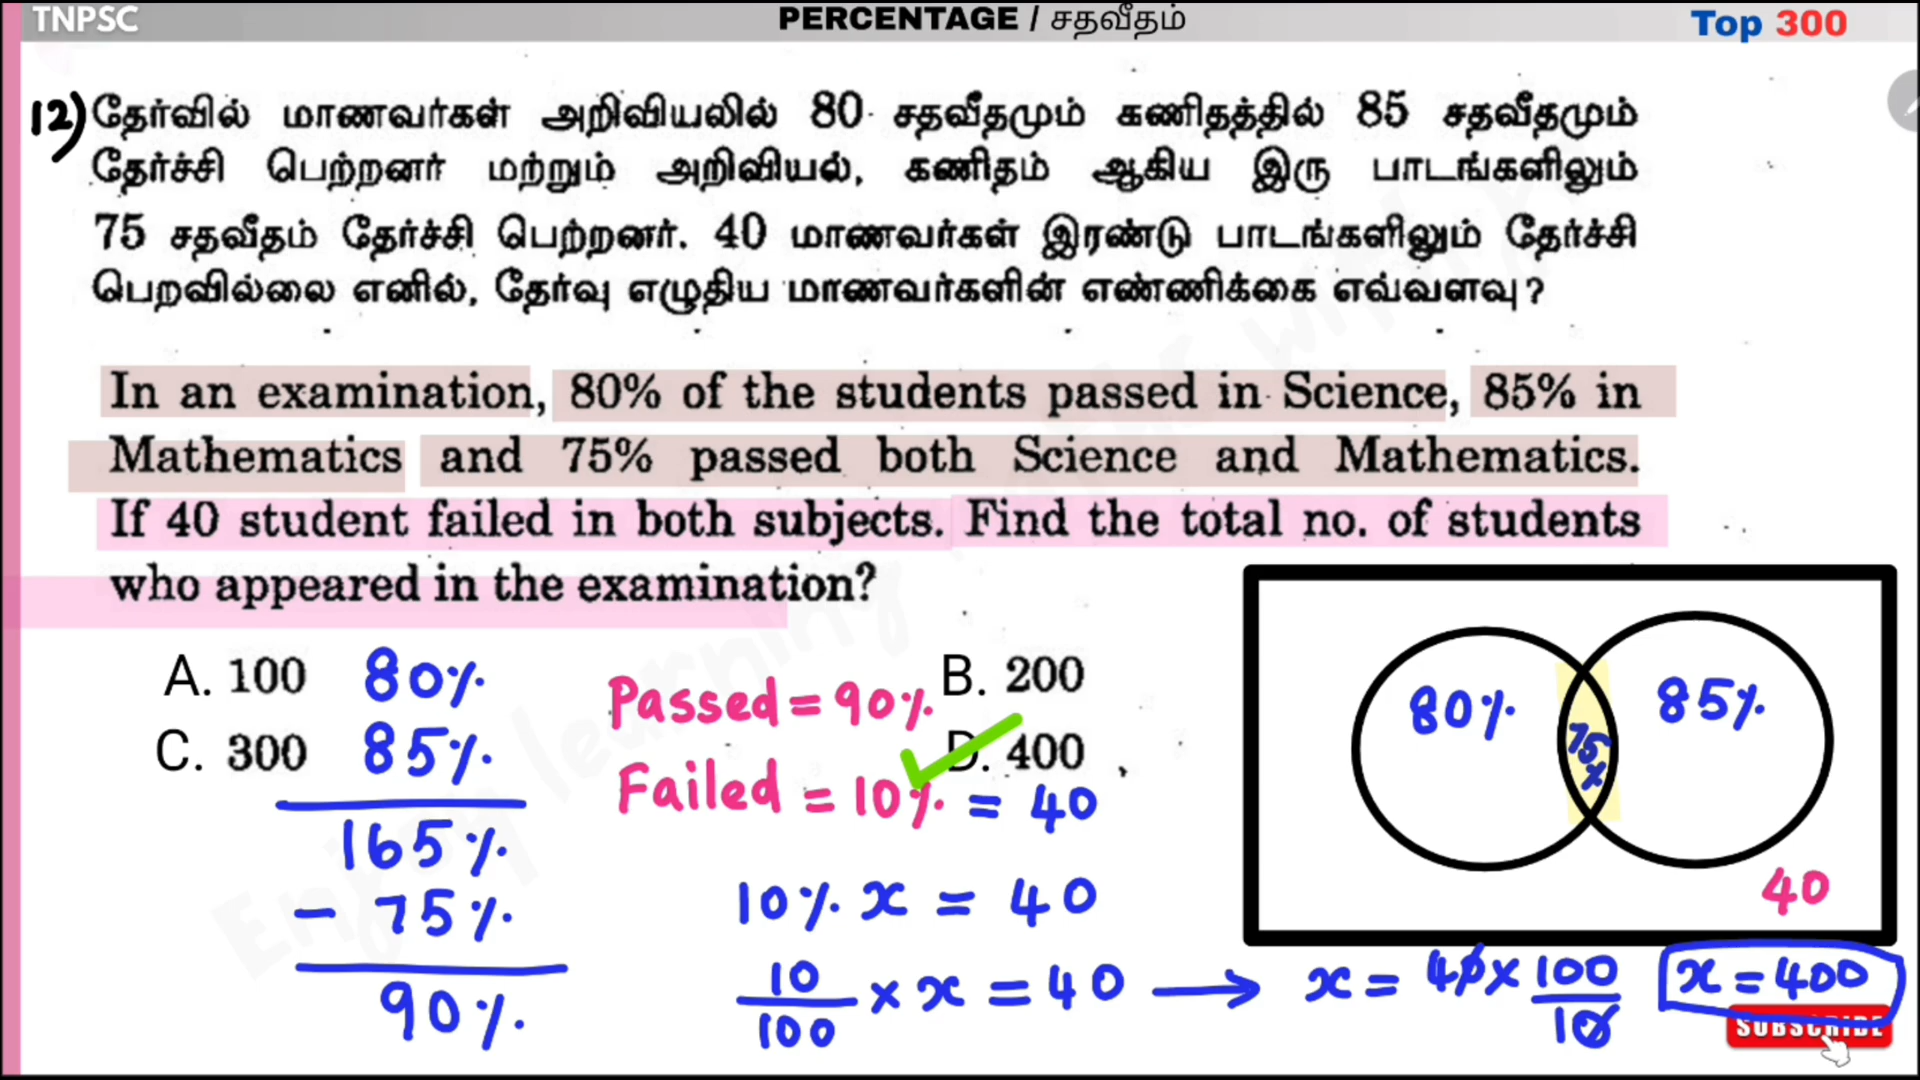 TNPSC
PERCENTAGE / சதவீதம்
Top 300
12) தேர்வில் மாணவர்கள் அறிவியலில் 80 சதவீதமும் கணிதத்தில் 85 சதவீதமும்
தேர்ச்சி பெற்றனர் மற்றும் அறிவியல், கணிதம் ஆகிய இரு பாடங்களிலும்
75 சதவீதம் தேர்ச்சி பெற்றனர். 40 மாணவர்கள் இரண்டு பாடங்களிலும் தேர்ச்சி
பெறவில்லை எனில், தேர்வு எழுதிய மாணவர்களின் எண்ணிக்கை எவ்வளவு?
In an examination, 80% of the students passed in Science, 85% in
Mathematics and 75% passed both Science and Mathematics.
If 40 student failed in both subjects. Find the total no. of students
who appeared in the examination?
A. 100
B. 200
C. 300
D. 400
80%
85%
165%
- 75%
90%
Passed = 90%
Failed = 10% = 40
10% x = 40
10/100 × x = 40 → x = 40 × 100/10
x = 400
80%
75%
85%
40
SUBSCRIBE
Enjoy learning Maths with